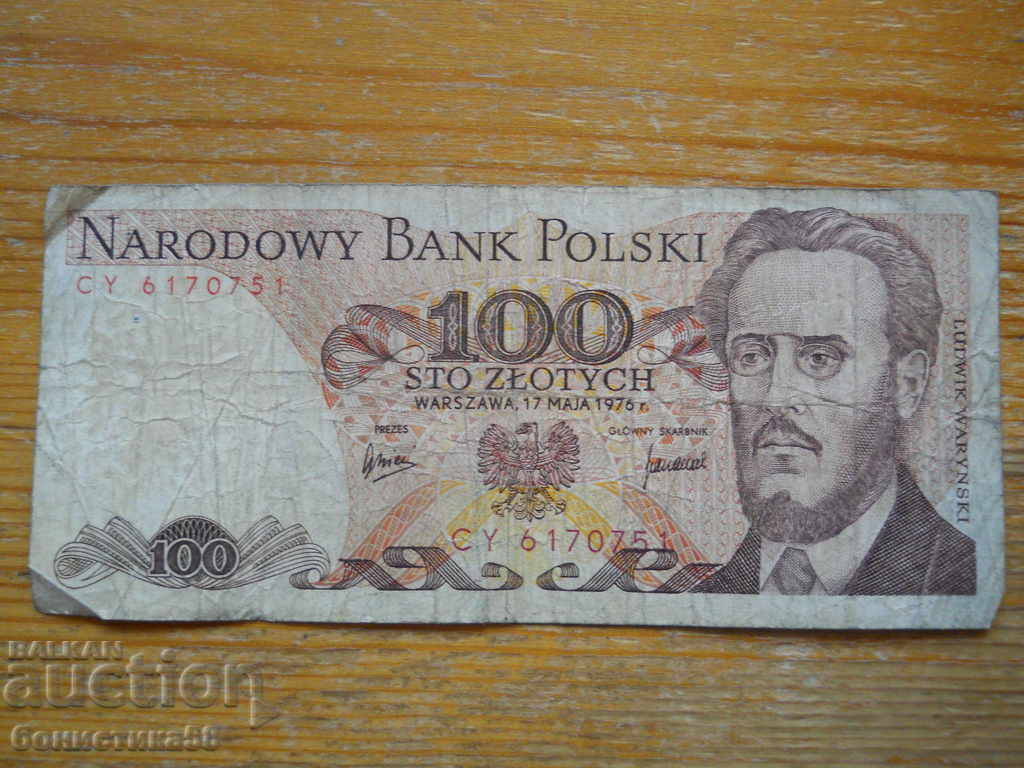 NARODOWY BANK POLSKI
CY 6170751
100
STO ZŁOTYCH
WARSZAWA, 17 MAJA 1976 r.
PREZES
GŁÓWNY SKARBNIK
LUDWIK WARYŃSKI
CY 6170751
100
BALKAN
auction
бонистика58